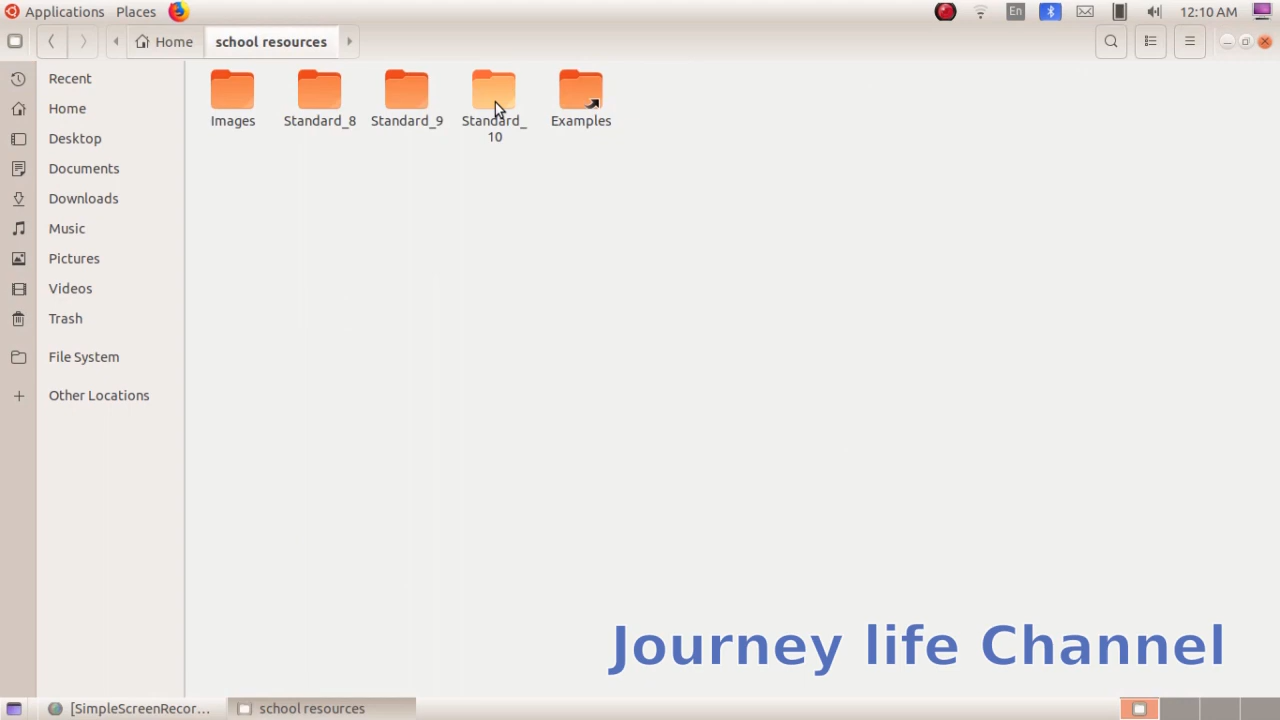 Applications Places En 12:10 AM
Home school resources
Recent
Home
Desktop
Documents
Downloads
Music
Pictures
Videos
Trash
File System
Other Locations
Images Standard_8 Standard_9 Standard_ Examples
10
Journey life Channel
[SimpleScreenRecor... school resources